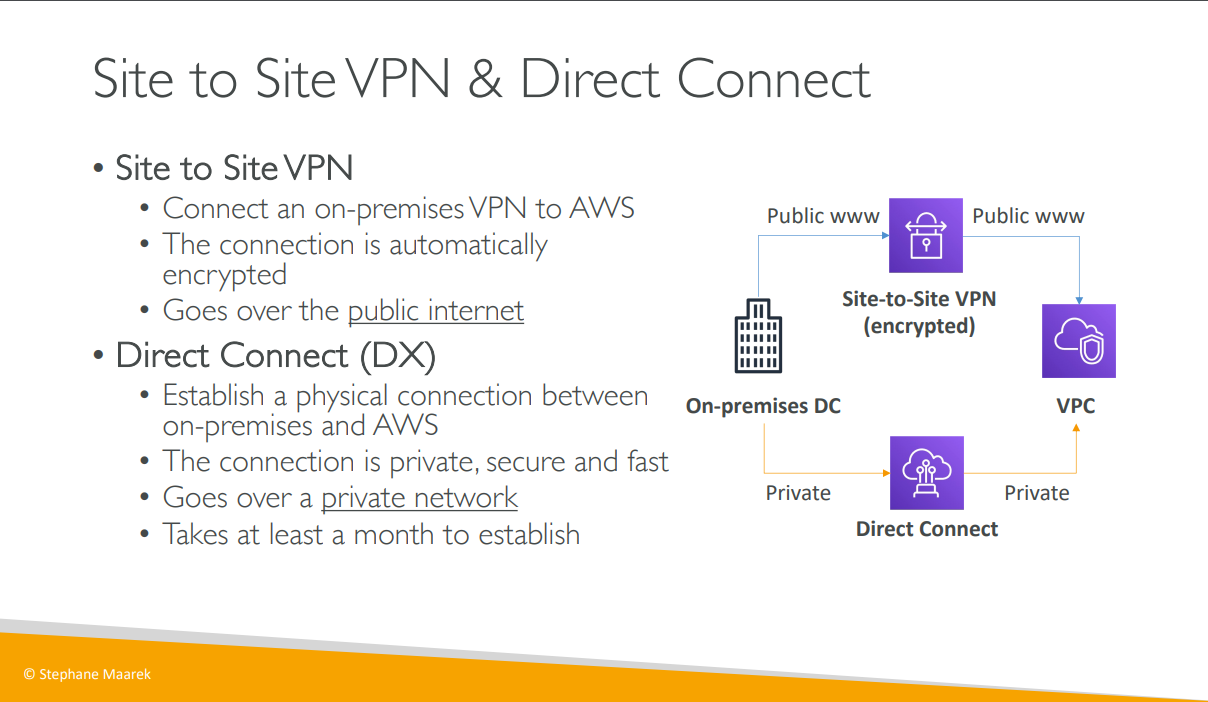 Site to Site VPN & Direct Connect
• Site to Site VPN
• Connect an on-premises VPN to AWS
• The connection is automatically
encrypted
• Goes over the public internet
• Direct Connect (DX)
• Establish a physical connection between
on-premises and AWS
• The connection is private, secure and fast
• Goes over a private network
• Takes at least a month to establish
Public www
Public www
Site-to-Site VPN
(encrypted)
On-premises DC
VPC
Private
Private
Direct Connect
© Stephane Maarek